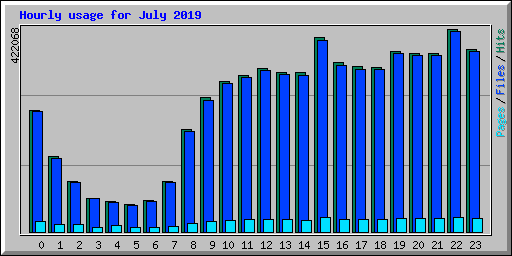 Hourly usage for July 2019
422068
Pages/Files/Hits
0 1 2 3 4 5 6 7 8 9 10 11 12 13 14 15 16 17 18 19 20 21 22 23